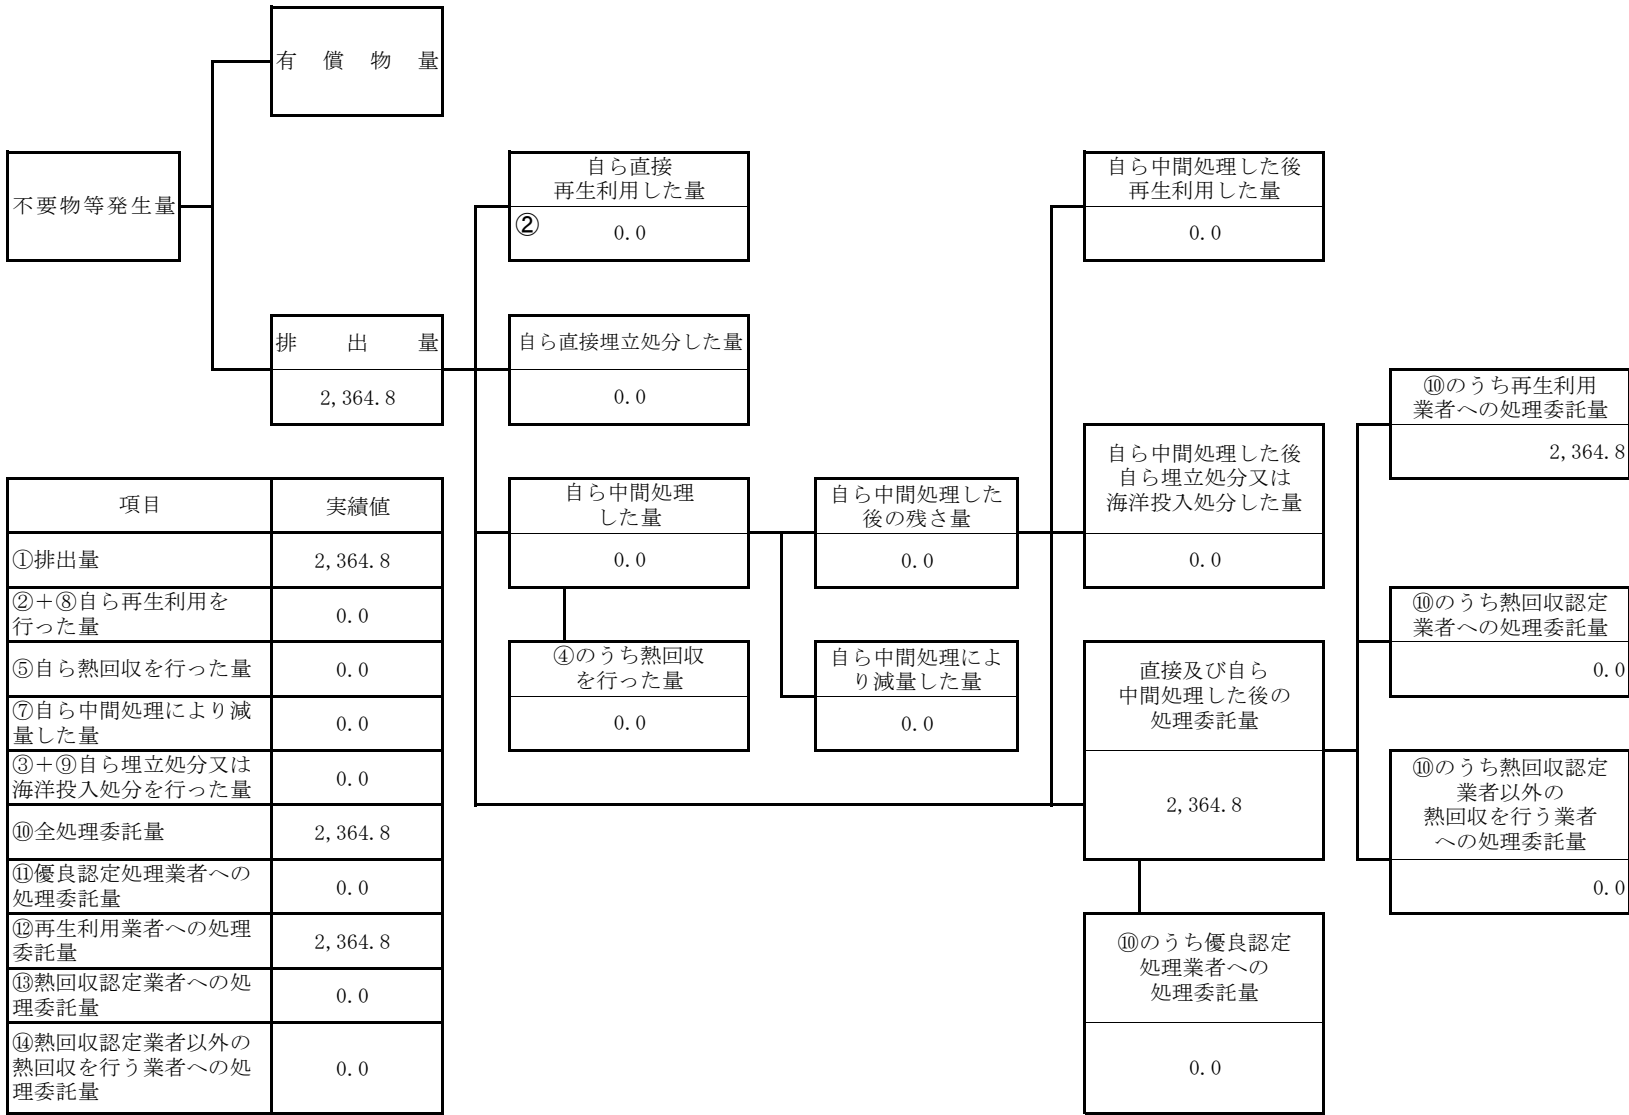 有償物量
不要物等発生量
自ら直接
再生利用した量
② 0.0
自ら中間処理した後
再生利用した量
0.0
排出量
2,364.8
自ら直接埋立処分した量
0.0
⑩のうち再生利用
業者への処理委託量
2,364.8
自ら中間処理
した量
0.0
自ら中間処理した
後の残さ量
0.0
自ら中間処理した後
自ら埋立処分又は
海洋投入処分した量
0.0
④のうち熱回収
を行った量
0.0
自ら中間処理によ
り減量した量
0.0
直接及び自ら
中間処理した後の
処理委託量
2,364.8
⑩のうち熱回収認定
業者への処理委託量
0.0
⑩のうち熱回収認定
業者以外の
熱回収を行う業者
への処理委託量
0.0
⑩のうち優良認定
処理業者への
処理委託量
0.0
項目 実績値
①排出量 2,364.8
②＋⑧自ら再生利用を
行った量 0.0
⑤自ら熱回収を行った量 0.0
⑦自ら中間処理により減
量した量 0.0
③＋⑨自ら埋立処分又は
海洋投入処分を行った量 0.0
⑩全処理委託量 2,364.8
⑪優良認定処理業者への
処理委託量 0.0
⑫再生利用業者への処理
委託量 2,364.8
⑬熱回収認定業者への処
理委託量 0.0
⑭熱回収認定業者以外の
熱回収を行う業者への処
理委託量 0.0